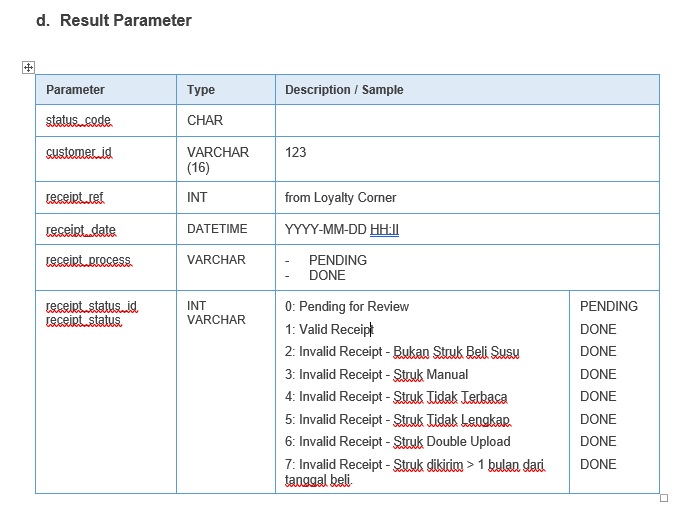 d. Result Parameter
Parameter Type Description / Sample
status_code CHAR
customer_id VARCHAR 123
(16)
receipt_ref INT from Loyalty Corner
receipt_date DATETIME YYYY-MM-DD HH:II
receipt_process VARCHAR - PENDING
- DONE
receipt_status_id INT 0: Pending for Review PENDING
receipt_status VARCHAR 1: Valid Receipt DONE
2: Invalid Receipt - Bukan Struk Beli Susu DONE
3: Invalid Receipt - Struk Manual DONE
4: Invalid Receipt - Struk Tidak Terbaca DONE
5: Invalid Receipt - Struk Tidak Lengkap DONE
6: Invalid Receipt - Struk Double Upload DONE
7: Invalid Receipt - Struk dikirim > 1 bulan dari DONE
tanggal beli.